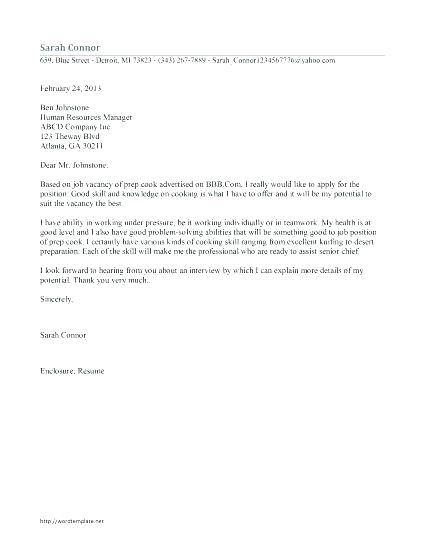 Sarah Connor
659, Blue Street - Detroit, MI 73823 - (343) 267-7889 - Sarah_Connor1234567776@yahoo.com
February 24, 2013
Ben Johnstone
Human Resources Manager
ABCD Company Inc
123 Theway Blvd
Atlanta, GA 30211
Dear Mr. Johnstone:
Based on job vacancy of prep cook advertised on BBB.Com, I really would like to apply for the
position. Good skill and knowledge on cooking is what I have to offer and it will be my potential to
suit the vacancy the best.
I have ability in working under pressure, be it working individually or in teamwork. My health is at
good level and I also have good problem-solving abilities that will be something good to job position
of prep cook. I certainly have various kinds of cooking skill ranging from excellent kurfing to desert
preparation. Each of the skill will make me the professional who are ready to assist senior chief.
I look forward to hearing from you about an interview by which I can explain more details of my
potential. Thank you very much.
Sincerely,
Sarah Connor
Enclosure, Resume
http://wordtemplate.net